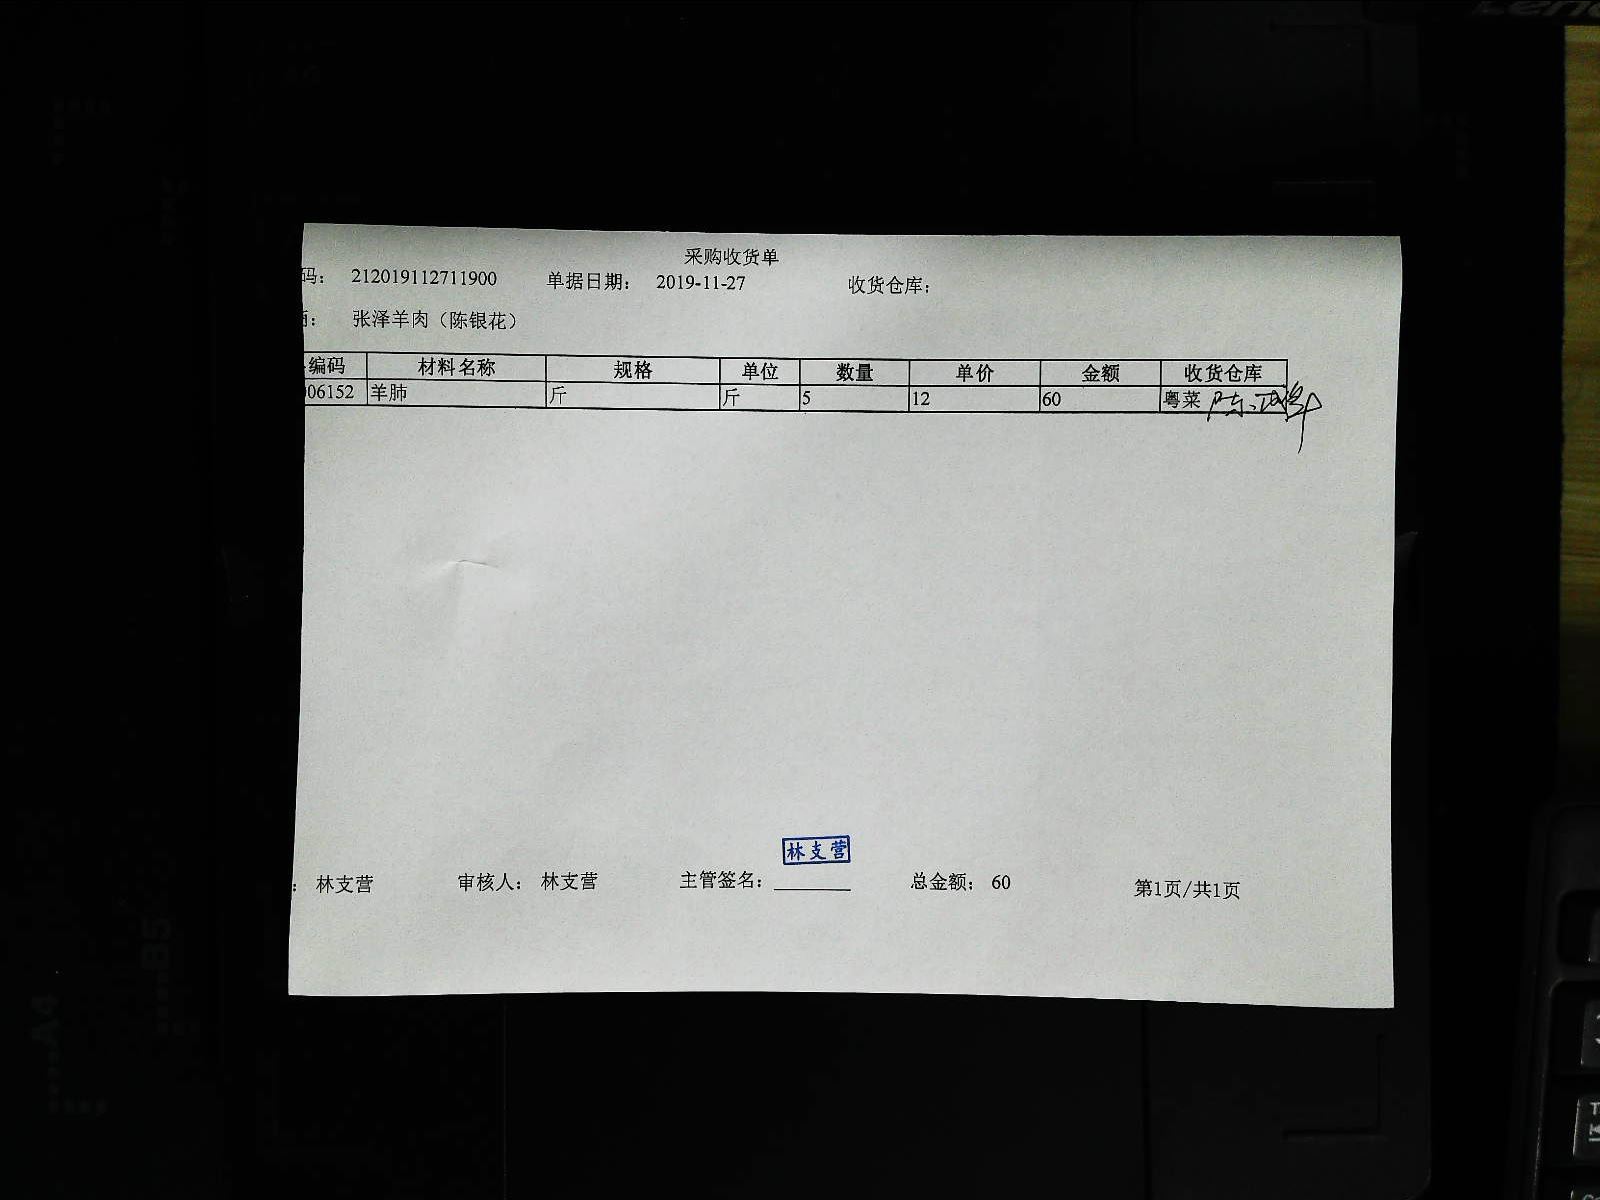 采购收货单
码： 212019112711900 单据日期： 2019-11-27 收货仓库：
： 张泽羊肉（陈银花）
编码 材料名称 规格 单位 数量 单价 金额 收货仓库
06152 羊肺 斤 斤 5 12 60 粤菜
林支营
： 林支营 审核人： 林支营 主管签名： 总金额： 60 第1页/共1页
A4
B5